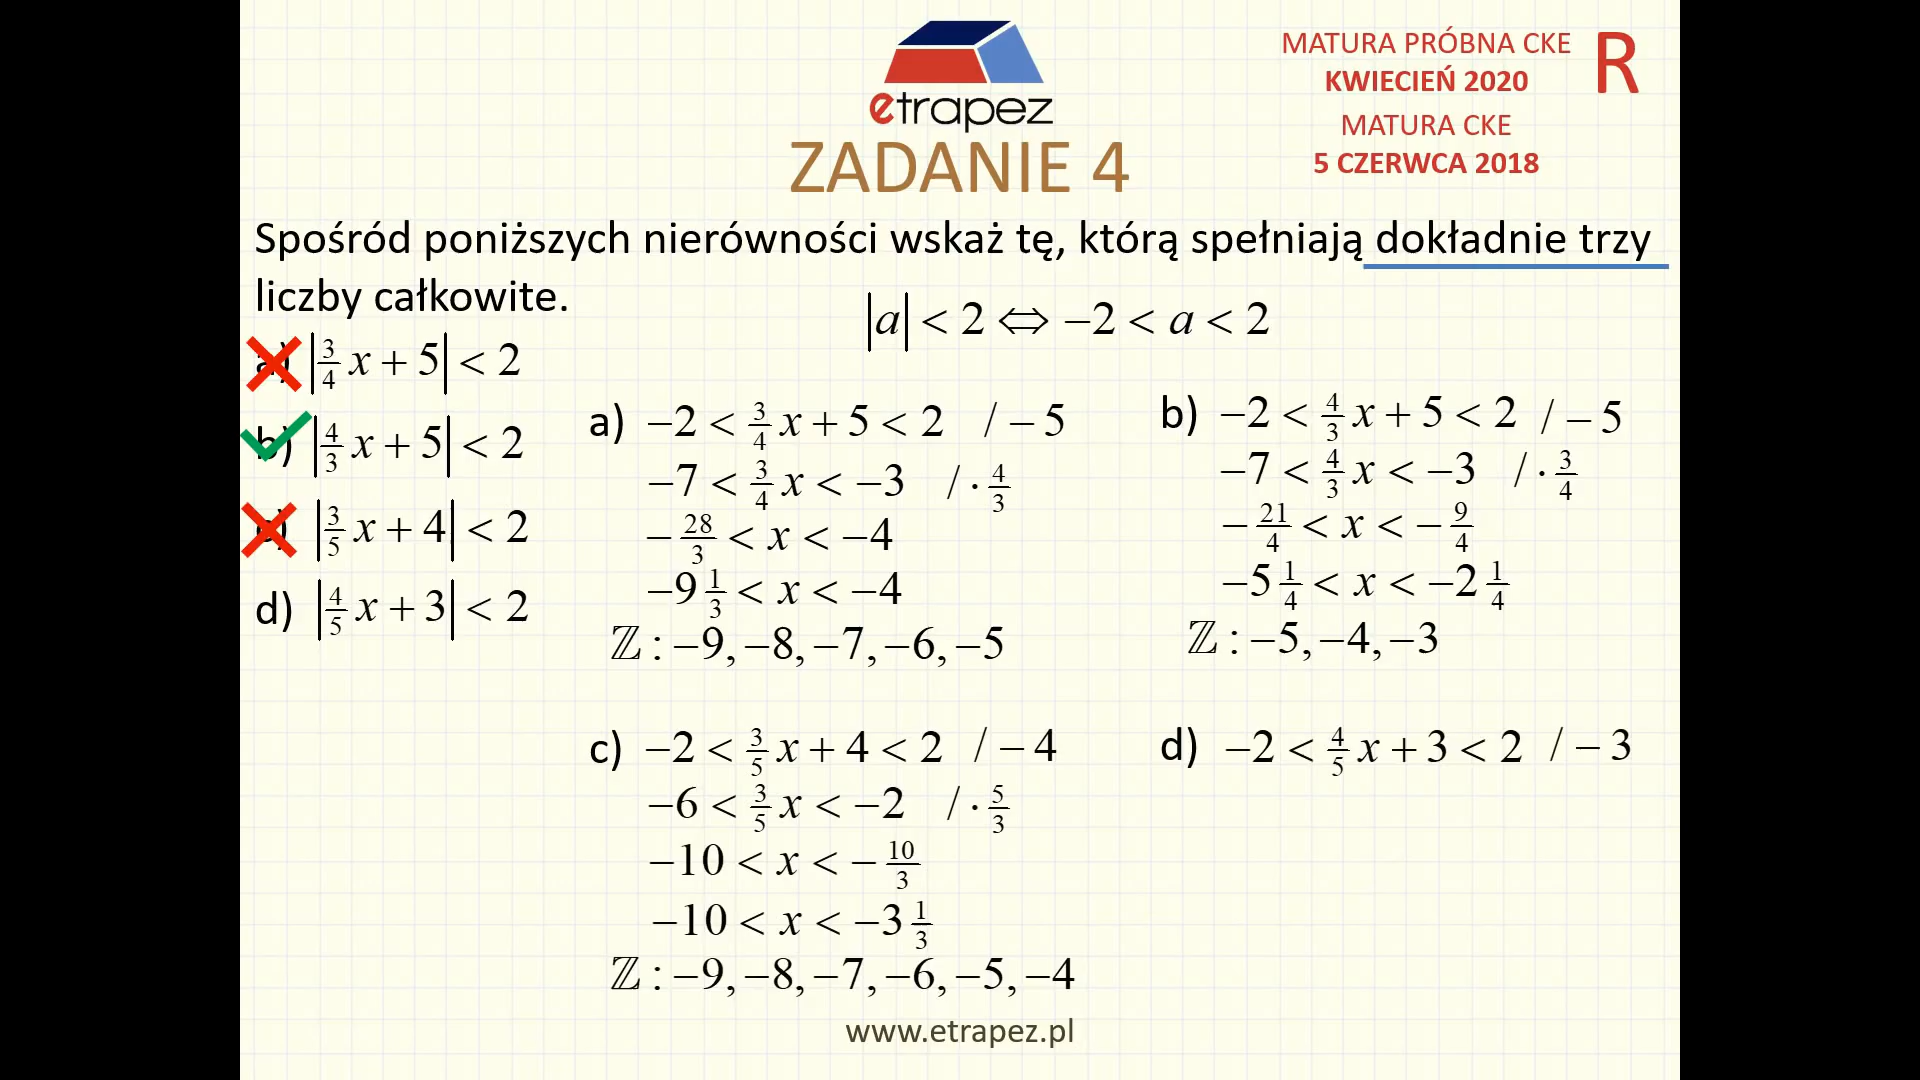 etrapez
MATURA PRÓBNA CKE
KWIECIEŃ 2020
R
MATURA CKE
5 CZERWCA 2018
ZADANIE 4
Spośród poniższych nierówności wskaż tę, którą spełniają dokładnie trzy
liczby całkowite.
|a| < 2 ⇔ −2 < a < 2
a) |3/4 x + 5| < 2
b) |4/3 x + 5| < 2
c) |3/5 x + 4| < 2
d) |4/5 x + 3| < 2
a) −2 < 3/4 x + 5 < 2 / − 5
−7 < 3/4 x < −3 / · 4/3
− 28/3 < x < −4
−9 1/3 < x < −4
ℤ : −9, −8, −7, −6, −5
b) −2 < 4/3 x + 5 < 2 / − 5
−7 < 4/3 x < −3 / · 3/4
− 21/4 < x < − 9/4
−5 1/4 < x < −2 1/4
ℤ : −5, −4, −3
c) −2 < 3/5 x + 4 < 2 / − 4
−6 < 3/5 x < −2 / · 5/3
−10 < x < − 10/3
−10 < x < −3 1/3
ℤ : −9, −8, −7, −6, −5, −4
d) −2 < 4/5 x + 3 < 2 / − 3
www.etrapez.pl